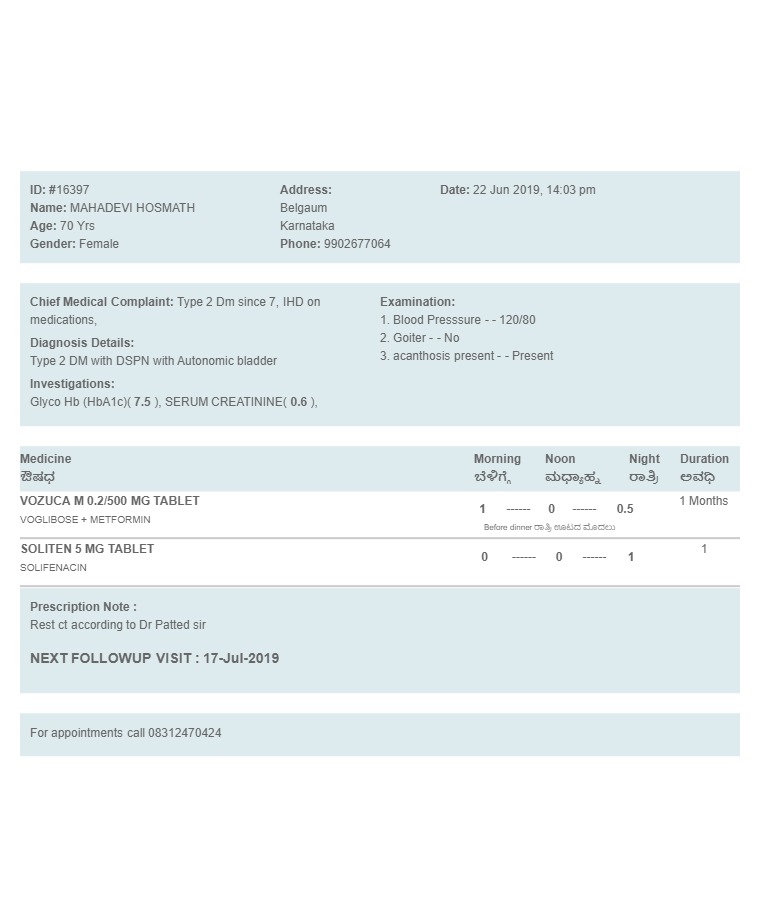 ID: #16397
Name: MAHADEVI HOSMATH
Age: 70 Yrs
Gender: Female
Address:
Belgaum
Karnataka
Phone: 9902677064
Date: 22 Jun 2019, 14:03 pm
Chief Medical Complaint: Type 2 Dm since 7, IHD on
medications,
Diagnosis Details:
Type 2 DM with DSPN with Autonomic bladder
Investigations:
Glyco Hb (HbA1c)( 7.5 ), SERUM CREATININE( 0.6 ),
Examination:
1. Blood Presssure - - 120/80
2. Goiter - - No
3. acanthosis present - - Present
Medicine Morning Noon Night Duration
ಔಷಧ ಬೆಳಿಗ್ಗೆ ಮಧ್ಯಾಹ್ನ ರಾತ್ರಿ ಅವಧಿ
VOZUCA M 0.2/500 MG TABLET 1 ------ 0 ------ 0.5 1 Months
VOGLIBOSE + METFORMIN
Before dinner ರಾತ್ರಿ ಊಟದ ಮೊದಲು
SOLITEN 5 MG TABLET 0 ------ 0 ------ 1 1
SOLIFENACIN
Prescription Note :
Rest ct according to Dr Patted sir
NEXT FOLLOWUP VISIT : 17-Jul-2019
For appointments call 08312470424